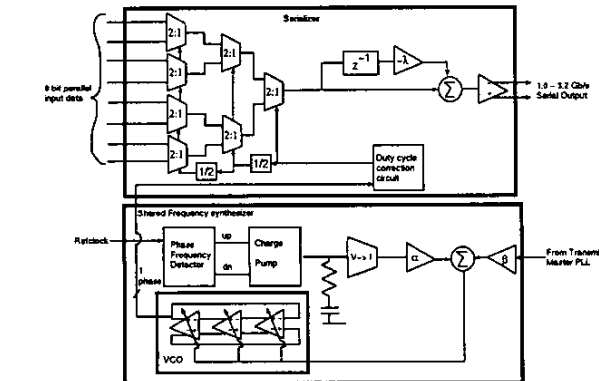 Serializer
2:1
2:1
2:1
2:1
2:1
2:1
2:1
8 bit parallel
input data
z⁻¹
-λ
Σ
1.0 - 3.2 Gb/s
Serial Output
1/2
1/2
Duty cycle
correction
circuit
Shared Frequency synthesizer
Refclock
Phase
Frequency
Detector
up
dn
Charge
Pump
V->I
α
Σ
β
From Transmi
Master PLL
1
phase
VCO